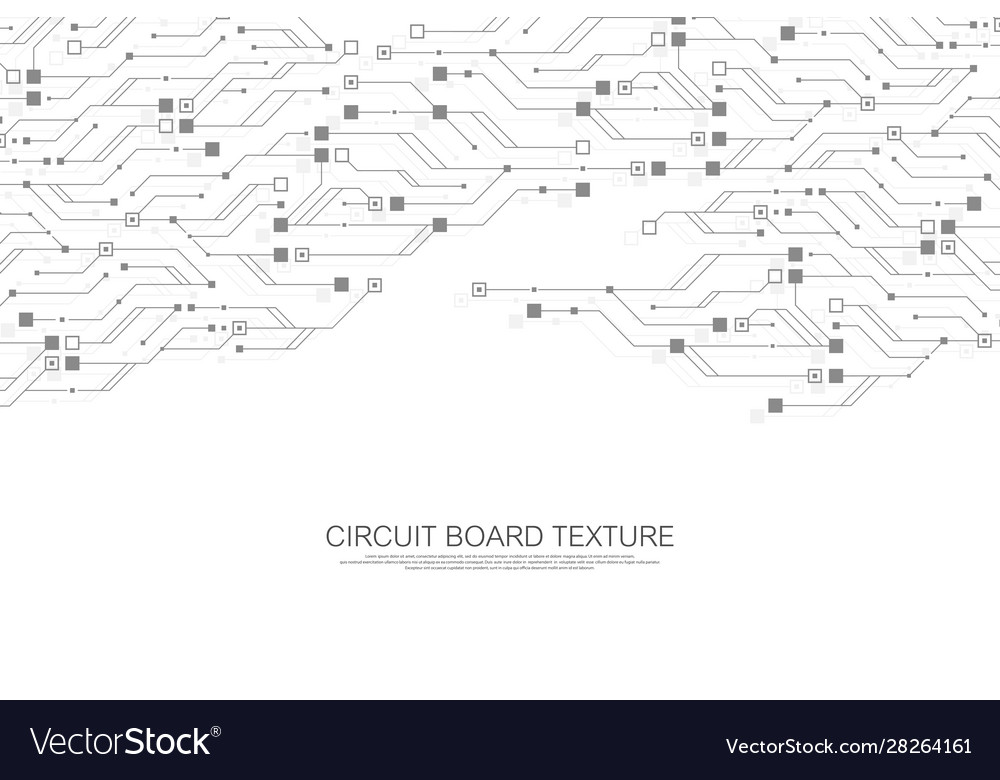 CIRCUIT BOARD TEXTURE
Lorem ipsum dolor sit amet, consectetur adipiscing elit, sed do eiusmod tempor incididunt ut labore et dolore magna aliqua. Ut enim ad minim veniam,
quis nostrud exercitation ullamco laboris nisi ut aliquip ex ea commodo consequat. Duis aute irure dolor in reprehenderit in voluptate velit esse cillum dolore eu fugiat nulla pariatur.
Excepteur sint occaecat cupidatat non proident, sunt in culpa qui officia deserunt mollit anim id est laborum.
VectorStock®
VectorStock.com/28264161